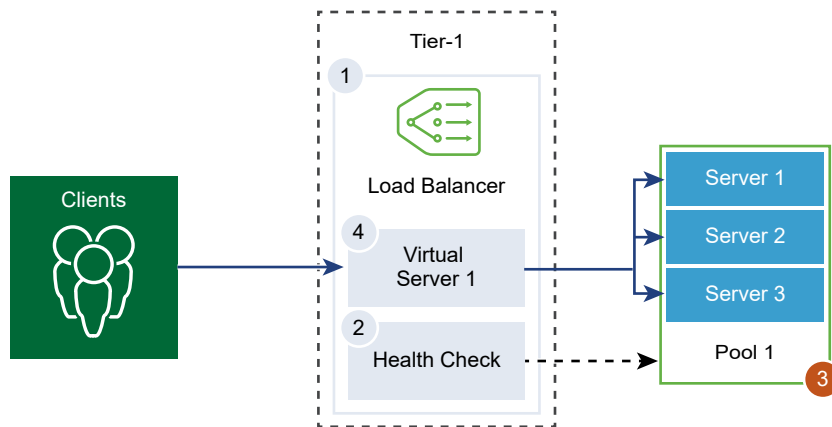 Tier-1
1
Load Balancer
Clients
4
Virtual
Server 1
2
Health Check
Server 1
Server 2
Server 3
Pool 1
3